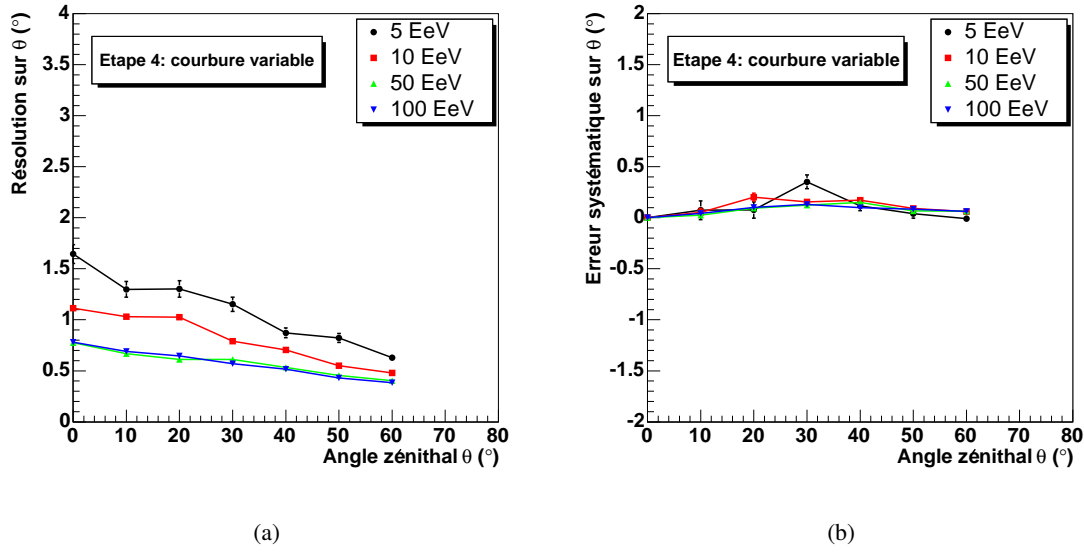 Résolution sur θ (°)
4
3.5
3
2.5
2
1.5
1
0.5
0
Etape 4: courbure variable
5 EeV
10 EeV
50 EeV
100 EeV
0 10 20 30 40 50 60 70 80
Angle zénithal θ (°)
(a)
Erreur systématique sur θ (°)
2
1.5
1
0.5
0
-0.5
-1
-1.5
-2
Etape 4: courbure variable
5 EeV
10 EeV
50 EeV
100 EeV
0 10 20 30 40 50 60 70 80
Angle zénithal θ (°)
(b)